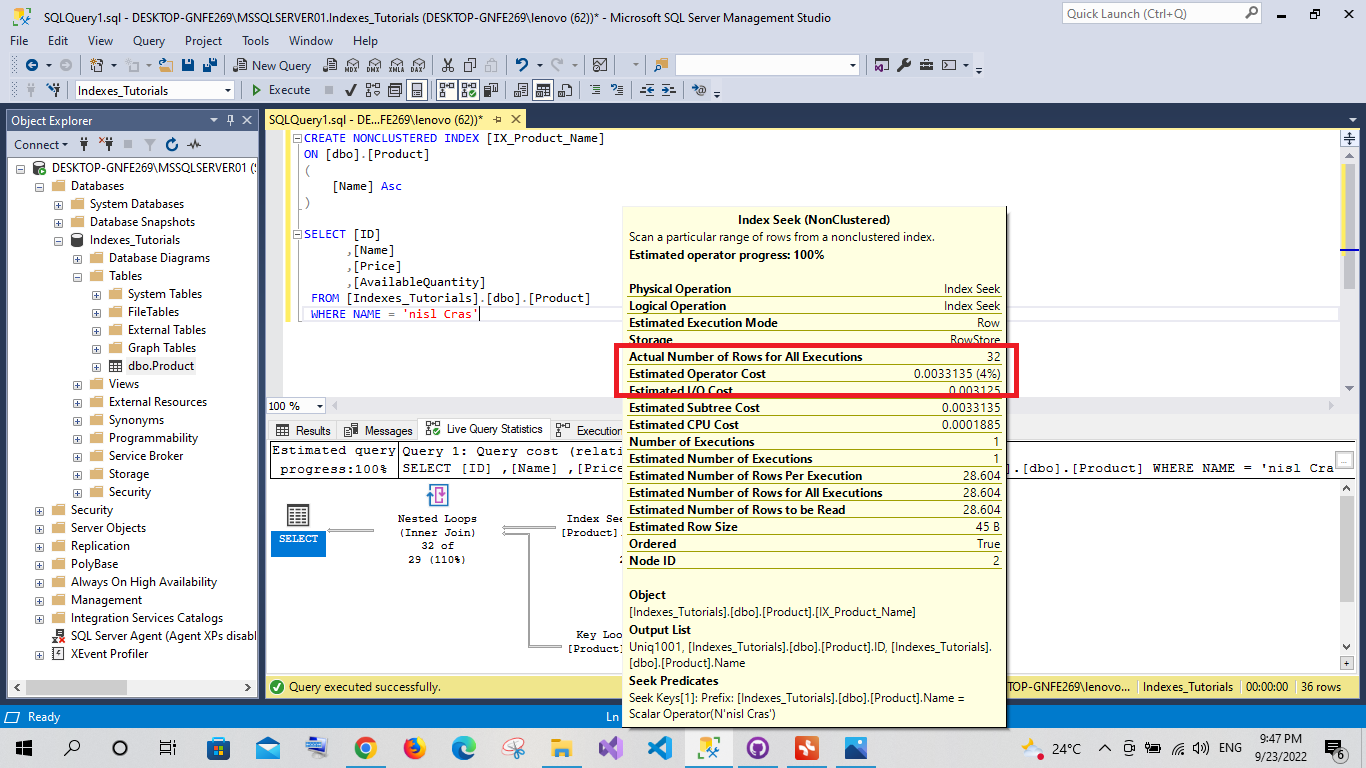 SQLQuery1.sql - DESKTOP-GNFE269\MSSQLSERVER01.Indexes_Tutorials (DESKTOP-GNFE269\lenovo (62))* - Microsoft SQL Server Management Studio
Quick Launch (Ctrl+Q)
File Edit View Query Project Tools Window Help
New Query
MDX DMX XMLA DAX
Indexes_Tutorials
Execute
Object Explorer
Connect
DESKTOP-GNFE269\MSSQLSERVER01 (S
Databases
System Databases
Database Snapshots
Indexes_Tutorials
Database Diagrams
Tables
System Tables
FileTables
External Tables
Graph Tables
dbo.Product
Views
External Resources
Synonyms
Programmability
Service Broker
Storage
Security
Security
Server Objects
Replication
PolyBase
Always On High Availability
Management
Integration Services Catalogs
SQL Server Agent (Agent XPs disabl
XEvent Profiler
SQLQuery1.sql - DE...FE269\lenovo (62))*
CREATE NONCLUSTERED INDEX [IX_Product_Name]
ON [dbo].[Product]
(
[Name] Asc
)
SELECT [ID]
,[Name]
,[Price]
,[AvailableQuantity]
FROM [Indexes_Tutorials].[dbo].[Product]
WHERE NAME = 'nisl Cras'
100 %
Results Messages Live Query Statistics Execution
Estimated query
progress:100%
Query 1: Query cost (relati
SELECT [ID] ,[Name] ,[Price
].[dbo].[Product] WHERE NAME = 'nisl Cra
...
SELECT
Nested Loops
(Inner Join)
32 of
29 (110%)
Index See
[Product].
2
Key Loo
[Product]
Index Seek (NonClustered)
Scan a particular range of rows from a nonclustered index.
Estimated operator progress: 100%
Physical Operation Index Seek
Logical Operation Index Seek
Estimated Execution Mode Row
Storage RowStore
Actual Number of Rows for All Executions 32
Estimated Operator Cost 0.0033135 (4%)
Estimated I/O Cost 0.003125
Estimated Subtree Cost 0.0033135
Estimated CPU Cost 0.0001885
Number of Executions 1
Estimated Number of Executions 1
Estimated Number of Rows Per Execution 28.604
Estimated Number of Rows for All Executions 28.604
Estimated Number of Rows to be Read 28.604
Estimated Row Size 45 B
Ordered True
Node ID 2
Object
[Indexes_Tutorials].[dbo].[Product].[IX_Product_Name]
Output List
Uniq1001, [Indexes_Tutorials].[dbo].[Product].ID, [Indexes_Tutorials].
[dbo].[Product].Name
Seek Predicates
Seek Keys[1]: Prefix: [Indexes_Tutorials].[dbo].[Product].Name =
Scalar Operator(N'nisl Cras')
Query executed successfully.
TOP-GNFE269\lenovo... Indexes_Tutorials 00:00:00 36 rows
Ready
Ln
24°C
ENG
9:47 PM
9/23/2022
6